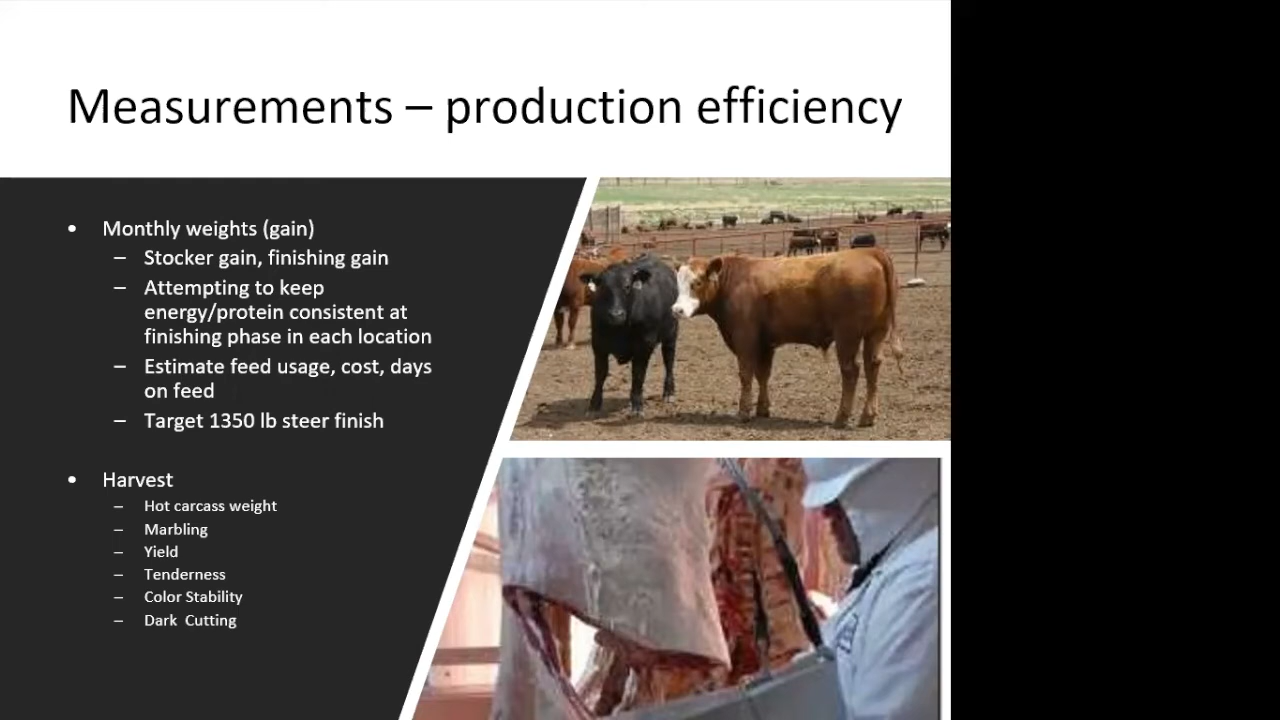 Measurements – production efficiency
• Monthly weights (gain)
– Stocker gain, finishing gain
– Attempting to keep
energy/protein consistent at
finishing phase in each location
– Estimate feed usage, cost, days
on feed
– Target 1350 lb steer finish
• Harvest
– Hot carcass weight
– Marbling
– Yield
– Tenderness
– Color Stability
– Dark Cutting